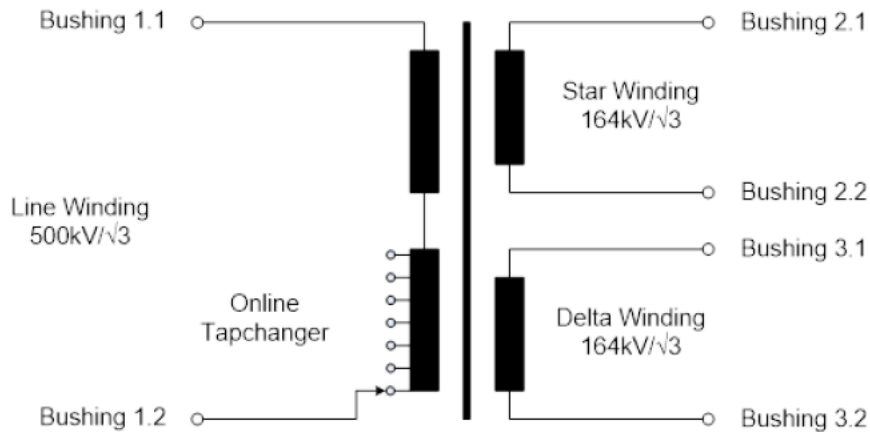 Bushing 1.1
Bushing 2.1
Star Winding
164kV/√3
Line Winding
500kV/√3
Bushing 2.2
Bushing 3.1
Online
Tapchanger
Delta Winding
164kV/√3
Bushing 1.2
Bushing 3.2